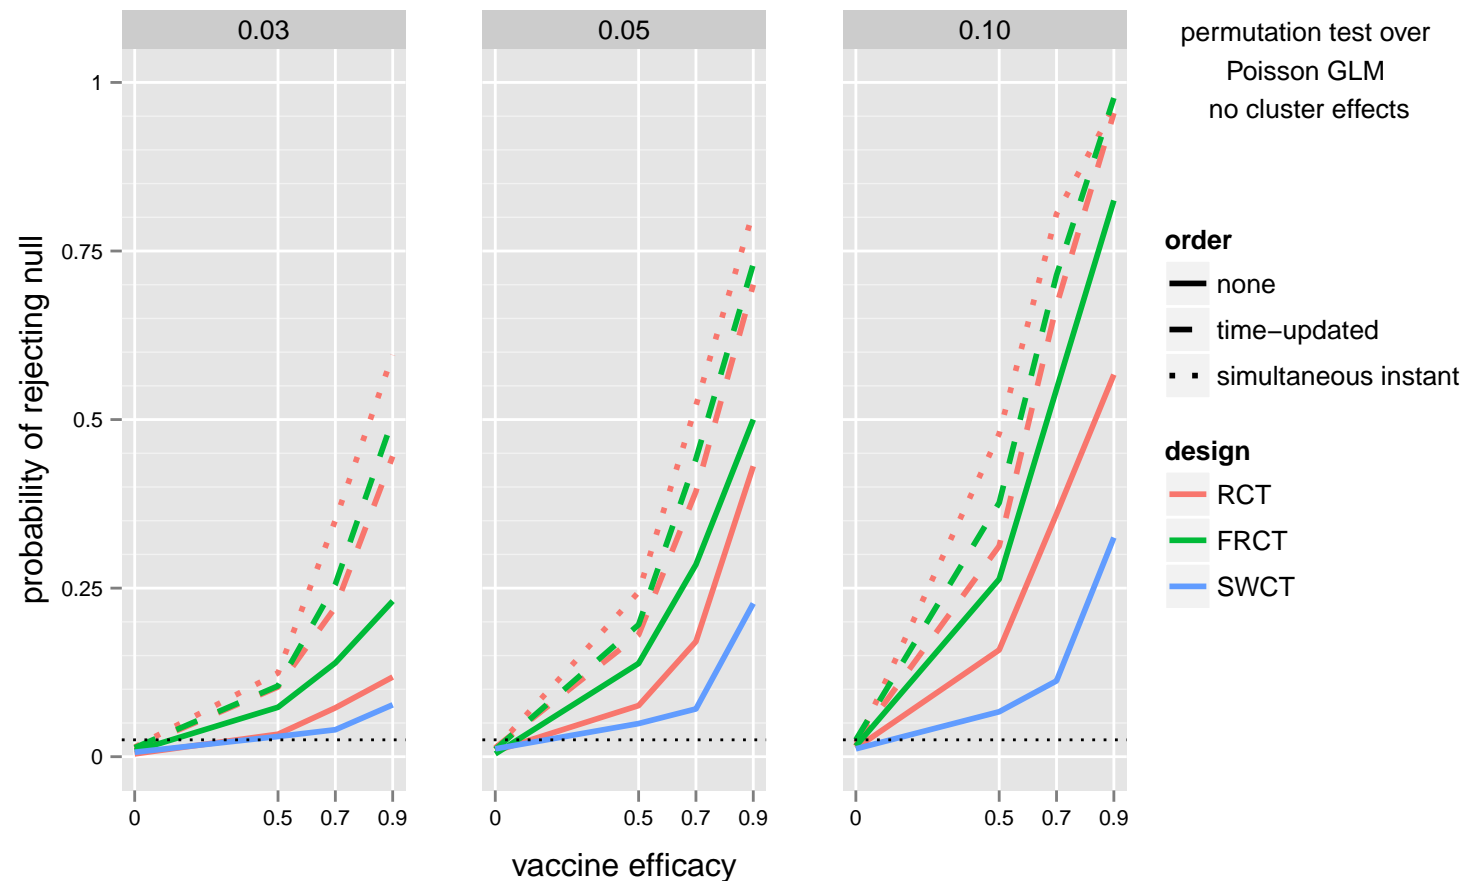 0.03
0.05
0.10
permutation test over
Poisson GLM
no cluster effects
probability of rejecting null
1
0.75
0.5
0.25
0
0 0.5 0.7 0.9
0 0.5 0.7 0.9
0 0.5 0.7 0.9
vaccine efficacy
order
none
time−updated
simultaneous instant
design
RCT
FRCT
SWCT